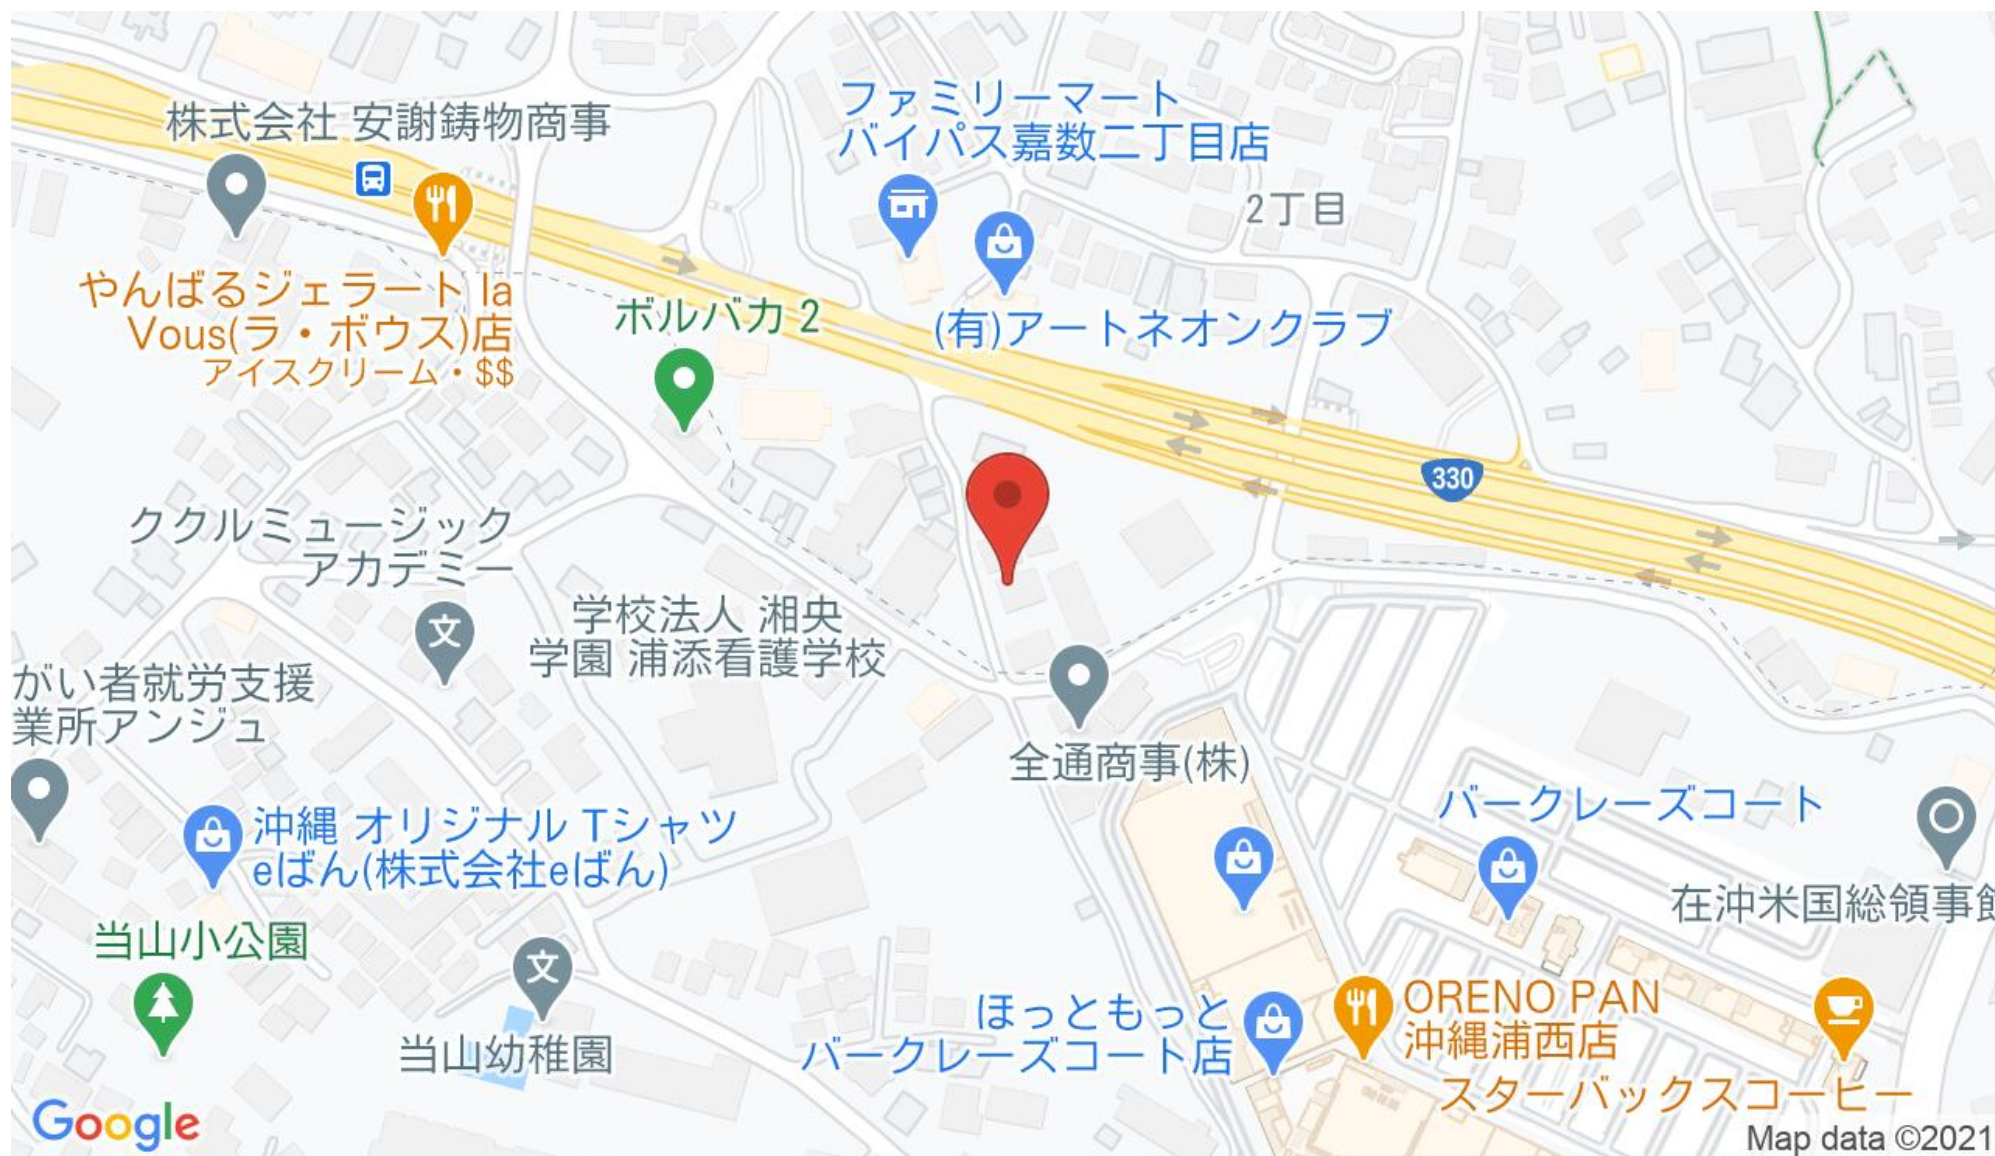 株式会社 安謝鋳物商事
ファミリーマート
バイパス嘉数二丁目店
2丁目
やんばるジェラート la
Vous(ラ・ボウス)店
アイスクリーム・$$
ボルバカ 2
(有)アートネオンクラブ
330
ククルミュージック
アカデミー
文
学校法人 湘央
学園 浦添看護学校
がい者就労支援
業所アンジュ
全通商事(株)
沖縄 オリジナル Tシャツ
eばん(株式会社eばん)
バークレーズコート
在沖米国総領事館
当山小公園
文
当山幼稚園
ほっともっと
バークレーズコート店
ORENO PAN
沖縄浦西店
スターバックスコーヒー
Google
Map data ©2021